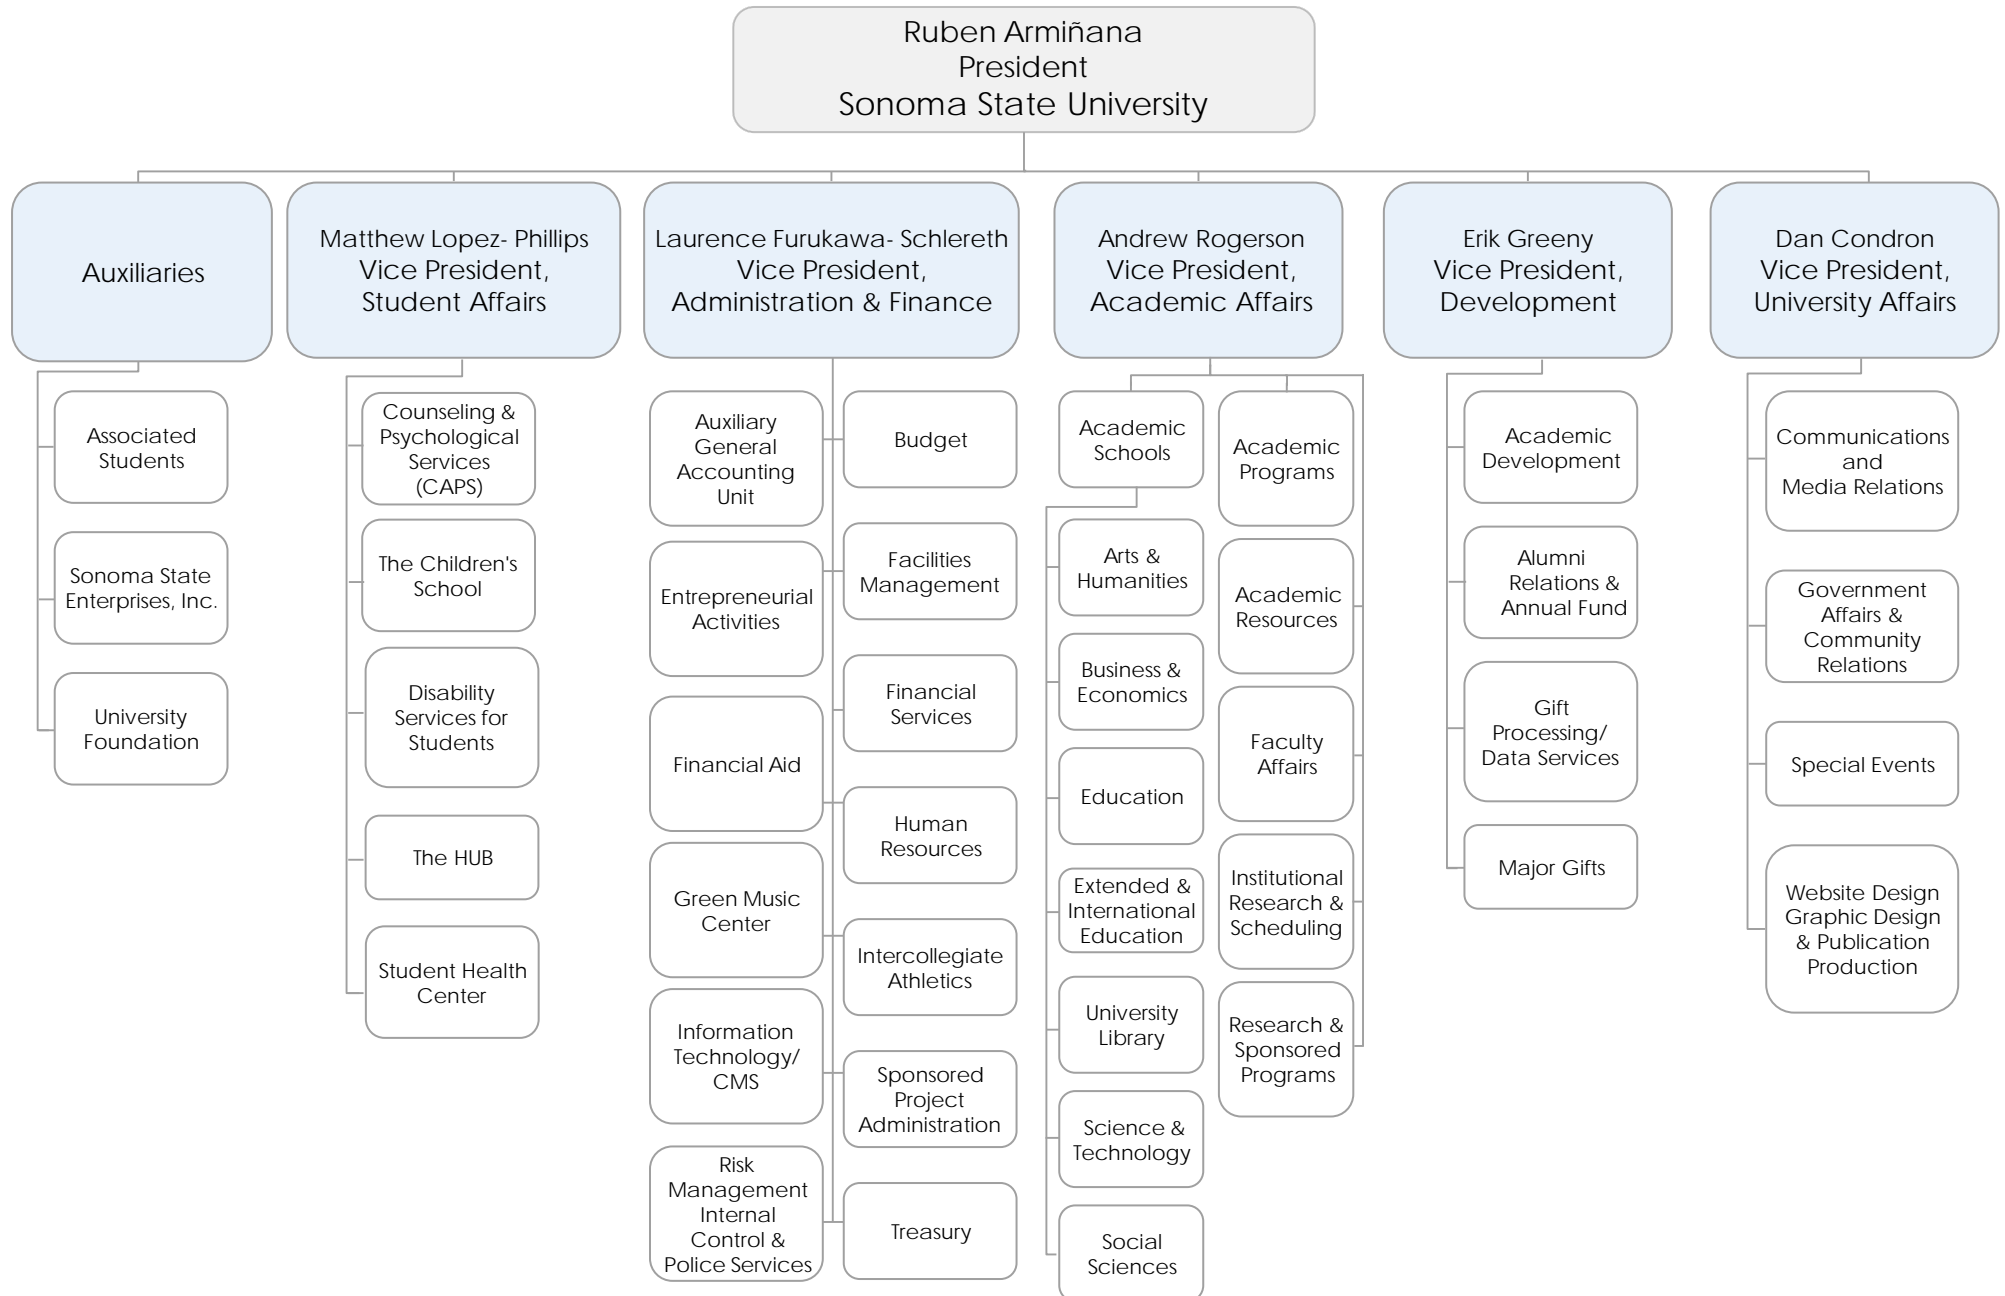 Ruben Armiñana
President
Sonoma State University
Auxiliaries
Matthew Lopez- Phillips
Vice President,
Student Affairs
Laurence Furukawa- Schlereth
Vice President,
Administration & Finance
Andrew Rogerson
Vice President,
Academic Affairs
Erik Greeny
Vice President,
Development
Dan Condron
Vice President,
University Affairs
Associated
Students
Sonoma State
Enterprises, Inc.
University
Foundation
Counseling &
Psychological
Services
(CAPS)
The Children's
School
Disability
Services for
Students
The HUB
Student Health
Center
Auxiliary
General
Accounting
Unit
Entrepreneurial
Activities
Financial Aid
Green Music
Center
Information
Technology/
CMS
Risk
Management
Internal
Control &
Police Services
Budget
Facilities
Management
Financial
Services
Human
Resources
Intercollegiate
Athletics
Sponsored
Project
Administration
Treasury
Academic
Schools
Arts &
Humanities
Business &
Economics
Education
Extended &
International
Education
University
Library
Science &
Technology
Social
Sciences
Academic
Programs
Academic
Resources
Faculty
Affairs
Institutional
Research &
Scheduling
Research &
Sponsored
Programs
Academic
Development
Alumni
Relations &
Annual Fund
Gift
Processing/
Data Services
Major Gifts
Communications
and
Media Relations
Government
Affairs &
Community
Relations
Special Events
Website Design
Graphic Design
& Publication
Production